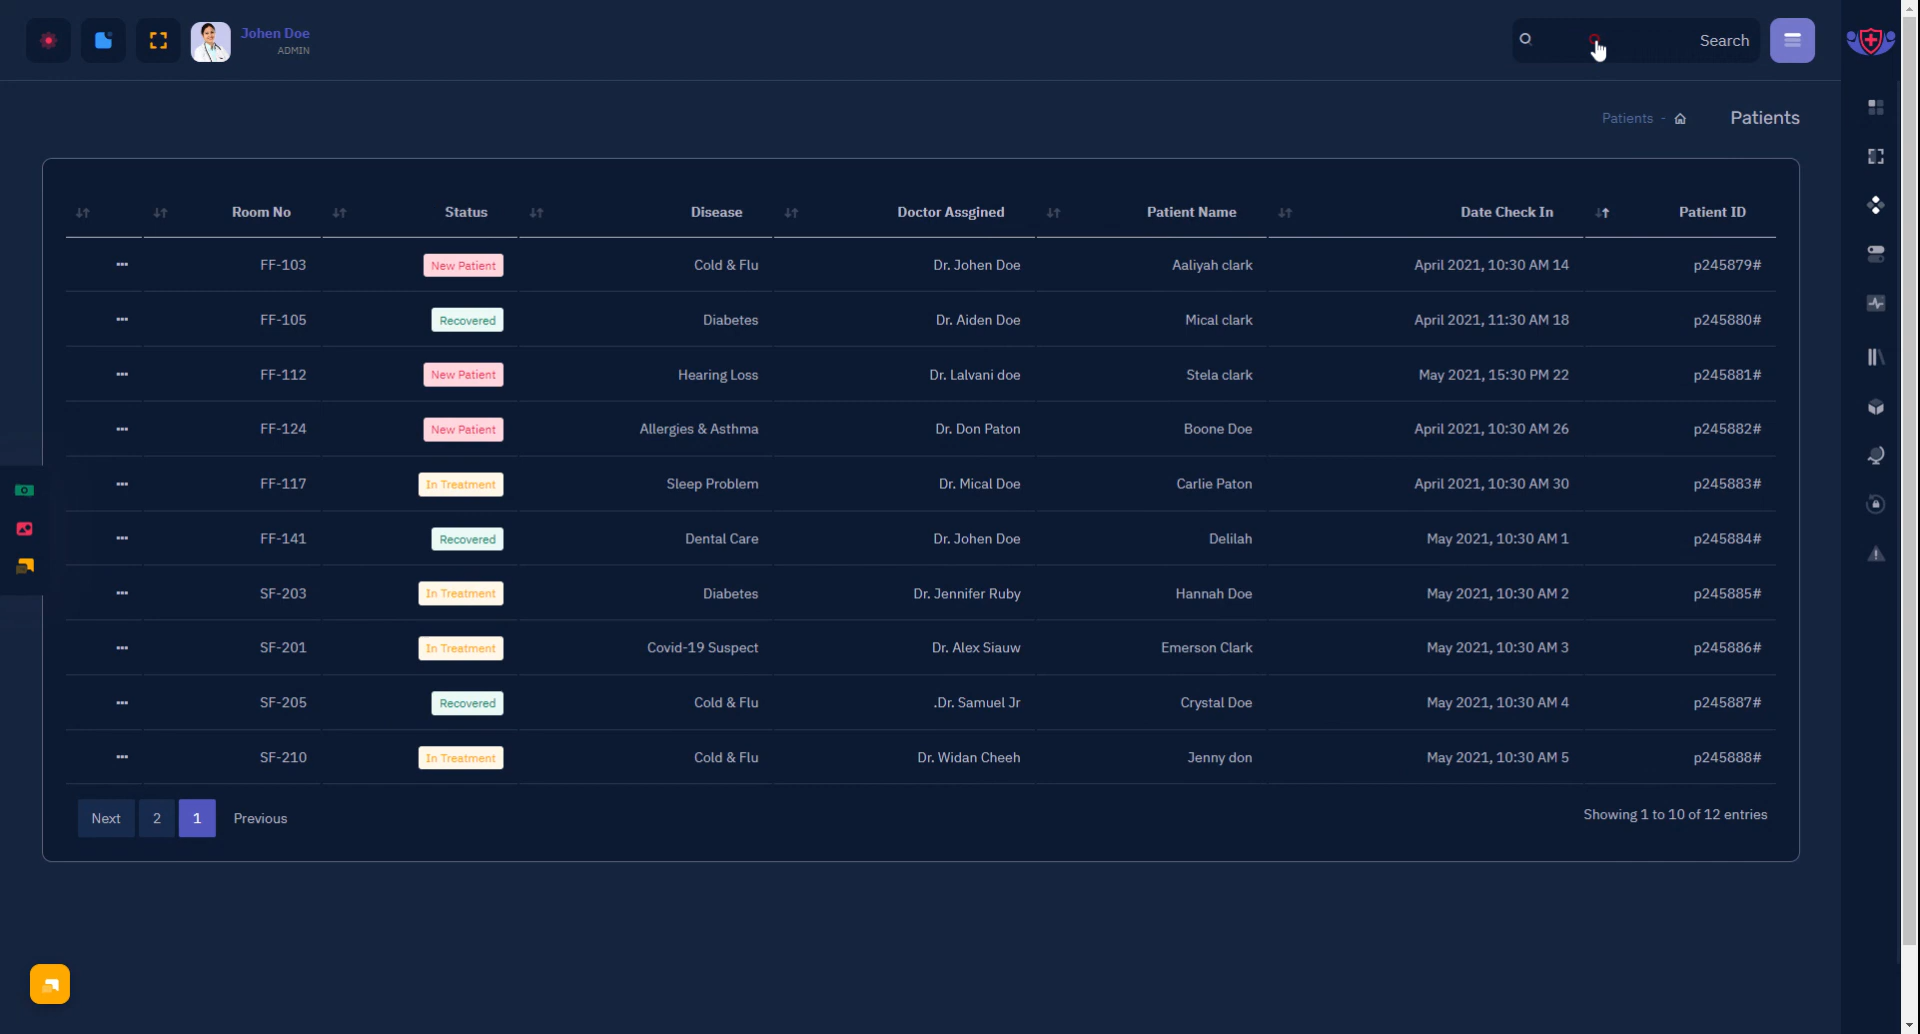 Johen Doe
ADMIN
Search
Patients -
Patients
Room No Status Disease Doctor Assgined Patient Name Date Check In Patient ID
FF-103 New Patient Cold & Flu Dr. Johen Doe Aaliyah clark April 2021, 10:30 AM 14 p245879#
FF-105 Recovered Diabetes Dr. Aiden Doe Mical clark April 2021, 11:30 AM 18 p245880#
FF-112 New Patient Hearing Loss Dr. Lalvani doe Stela clark May 2021, 15:30 PM 22 p245881#
FF-124 New Patient Allergies & Asthma Dr. Don Paton Boone Doe April 2021, 10:30 AM 26 p245882#
FF-117 In Treatment Sleep Problem Dr. Mical Doe Carlie Paton April 2021, 10:30 AM 30 p245883#
FF-141 Recovered Dental Care Dr. Johen Doe Delilah May 2021, 10:30 AM 1 p245884#
SF-203 In Treatment Diabetes Dr. Jennifer Ruby Hannah Doe May 2021, 10:30 AM 2 p245885#
SF-201 In Treatment Covid-19 Suspect Dr. Alex Siauw Emerson Clark May 2021, 10:30 AM 3 p245886#
SF-205 Recovered Cold & Flu .Dr. Samuel Jr Crystal Doe May 2021, 10:30 AM 4 p245887#
SF-210 In Treatment Cold & Flu Dr. Widan Cheeh Jenny don May 2021, 10:30 AM 5 p245888#
Next 2 1 Previous
Showing 1 to 10 of 12 entries